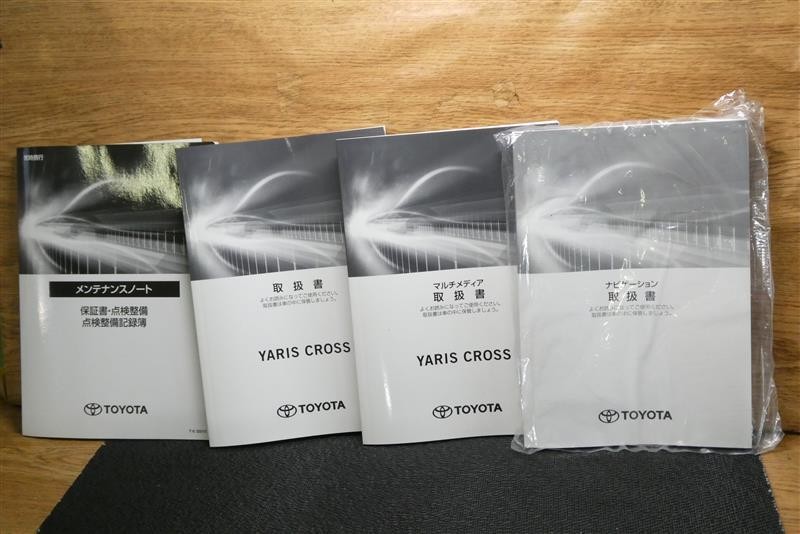 常時携行
メンテナンスノート
保証書・点検整備
点検整備記録簿
TOYOTA
取扱書
よくお読みになってご使用ください。
取扱書は車の中に保管しましょう。
YARIS CROSS
TOYOTA
マルチメディア
取扱書
よくお読みになってご使用ください。
取扱書は車の中に保管しましょう。
YARIS CROSS
TOYOTA
ナビゲーション
取扱書
よくお読みになってご使用ください。
取扱書は車の中に保管しましょう。
TOYOTA